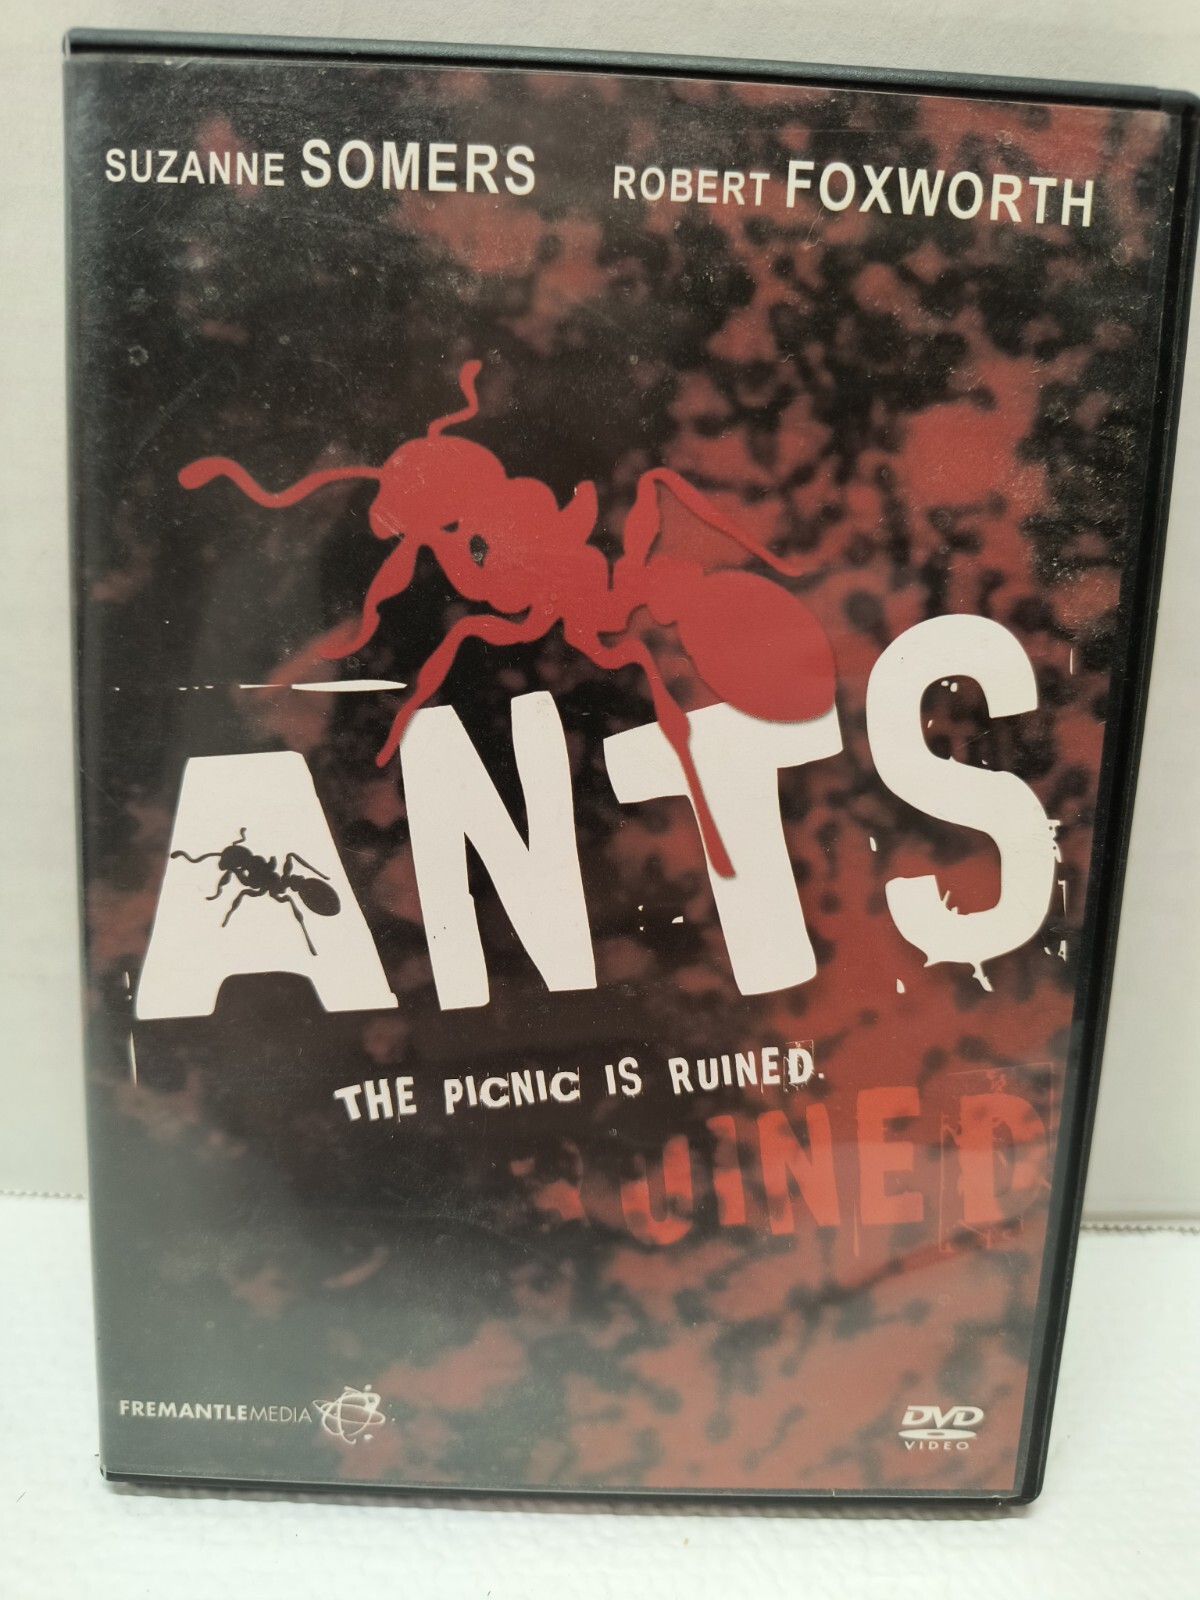 SUZANNE SOMERS ROBERT FOXWORTH
ANTS
THE PICNIC IS RUINED.
UINED
FREMANTLEMEDIA
DVD
VIDEO